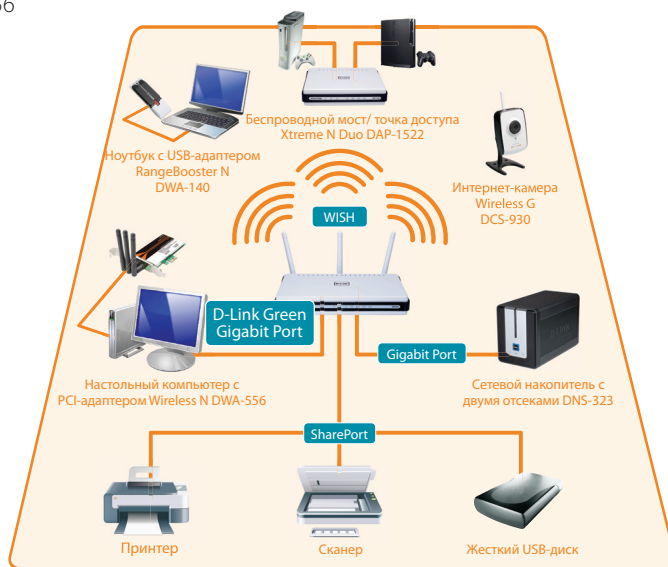 Беспроводной мост/ точка доступа
Xtreme N Duo DAP-1522
Ноутбук с USB-адаптером
RangeBooster N
DWA-140
Интернет-камера
Wireless G
DCS-930
WISH
D-Link Green
Gigabit Port
Gigabit Port
D-Link
Настольный компьютер с
PCI-адаптером Wireless N DWA-556
Сетевой накопитель с
двумя отсеками DNS-323
SharePort
Принтер
Сканер
Жесткий USB-диск